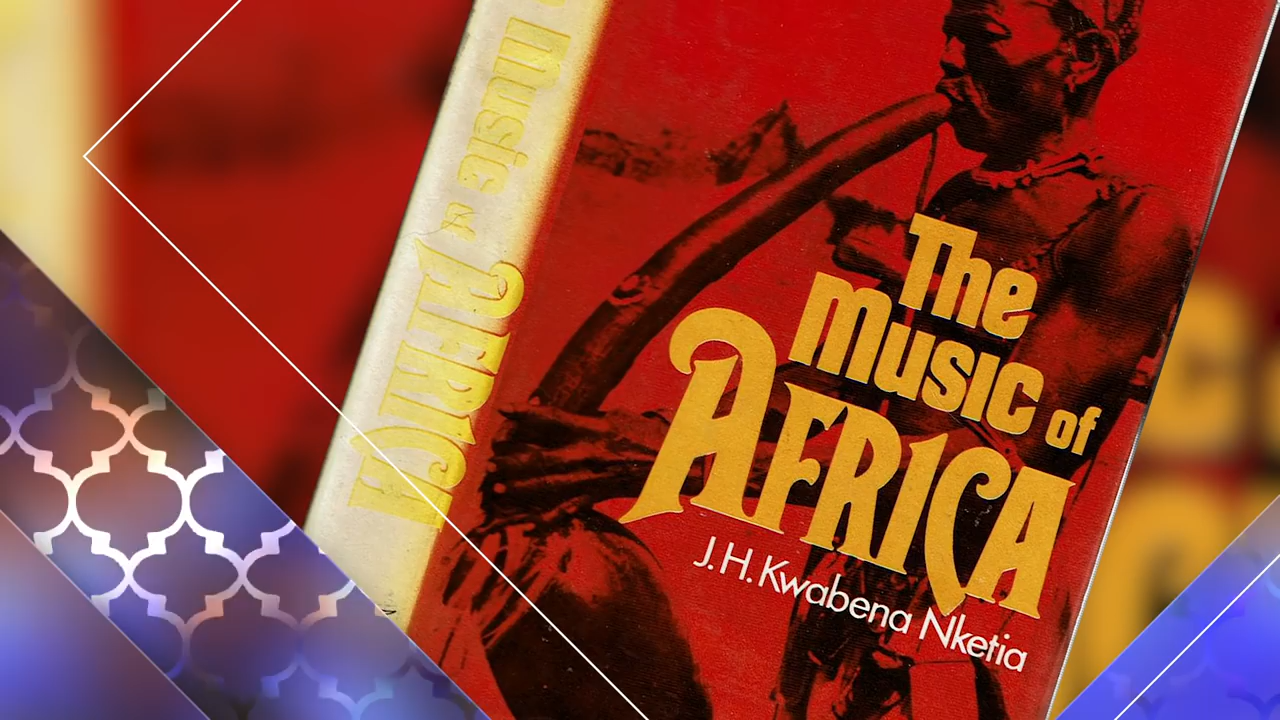 Music of AFRICA
The
Music of
AFRICA
J.H. Kwabena Nketia